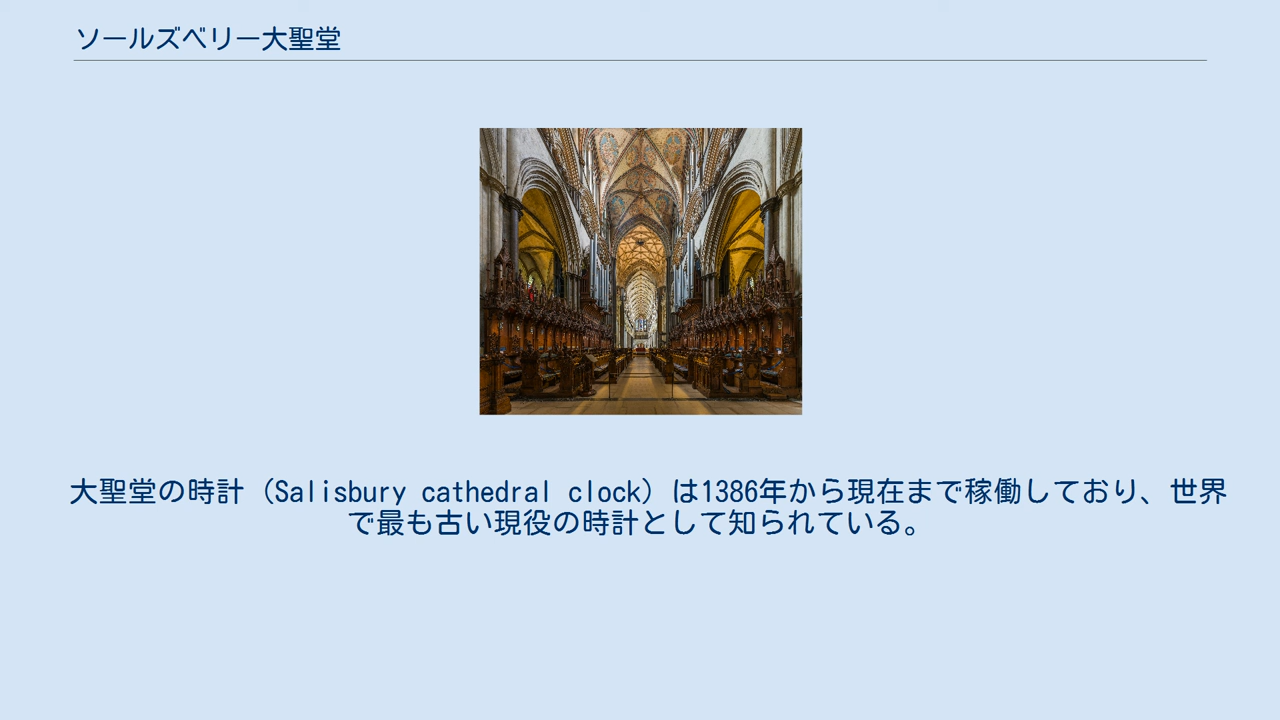 ソールズベリー大聖堂
大聖堂の時計（Salisbury cathedral clock）は1386年から現在まで稼働しており、世界
で最も古い現役の時計として知られている。